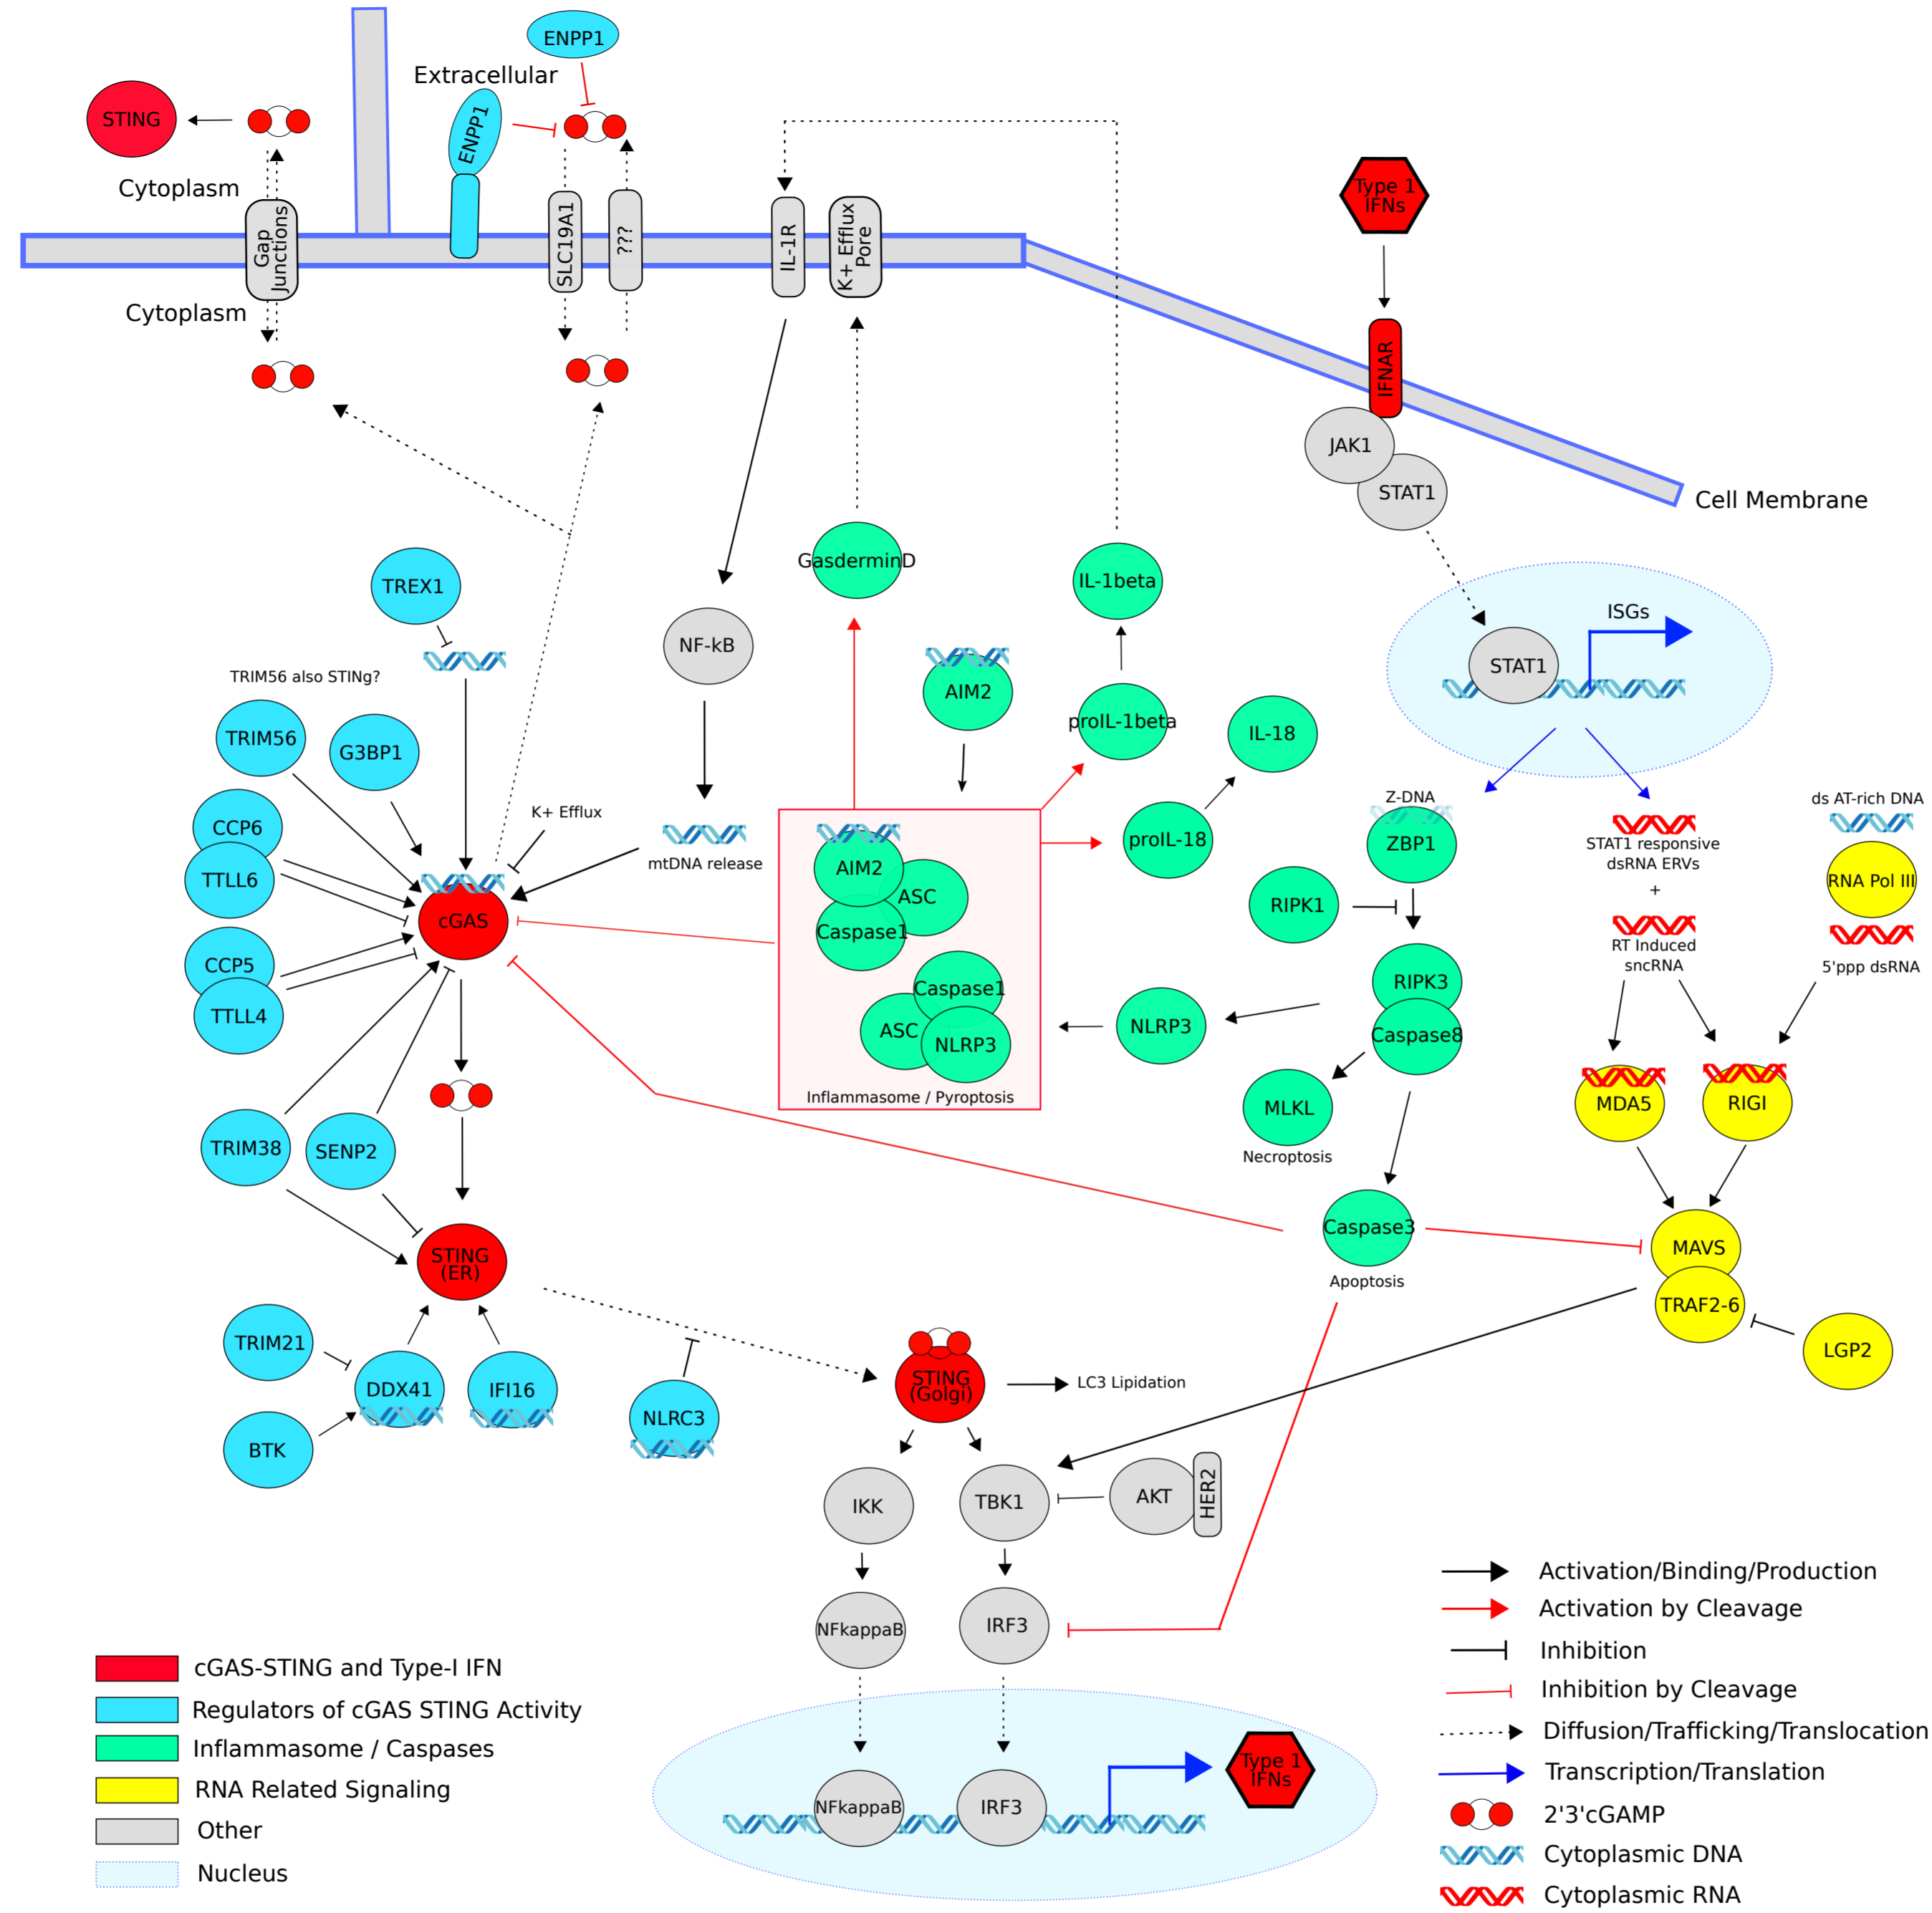 ENPP1
Extracellular
STING
ENPP1
Cytoplasm
Gap
Junctions
SLC19A1
???
IL-1R
K+ Efflux
Pore
Type 1
IFNs
Cytoplasm
IFNAR
JAK1
STAT1
Cell Membrane
TREX1
GasderminD
IL-1beta
ISGs
NF-kB
STAT1
TRIM56 also STINg?
AIM2
proIL-1beta
IL-18
TRIM56
G3BP1
K+ Efflux
CCP6
TTLL6
mtDNA release
AIM2
ASC
Caspase1
proIL-18
Z-DNA
ZBP1
STAT1 responsive
dsRNA ERVs
+
RT Induced
sncRNA
ds AT-rich DNA
RNA Pol III
5'ppp dsRNA
cGAS
RIPK1
CCP5
TTLL4
Caspase1
ASC
NLRP3
Inflammasome / Pyroptosis
NLRP3
RIPK3
Caspase8
MLKL
Necroptosis
MDA5
RIGI
TRIM38
SENP2
Caspase3
Apoptosis
MAVS
TRAF2-6
LGP2
STING
(ER)
TRIM21
DDX41
IFI16
BTK
NLRC3
STING
(Golgi)
LC3 Lipidation
IKK
TBK1
AKT
HER2
NFkappaB
IRF3
NFkappaB
IRF3
Type 1
IFNs
cGAS-STING and Type-I IFN
Regulators of cGAS STING Activity
Inflammasome / Caspases
RNA Related Signaling
Other
Nucleus
Activation/Binding/Production
Activation by Cleavage
Inhibition
Inhibition by Cleavage
Diffusion/Trafficking/Translocation
Transcription/Translation
2'3'cGAMP
Cytoplasmic DNA
Cytoplasmic RNA